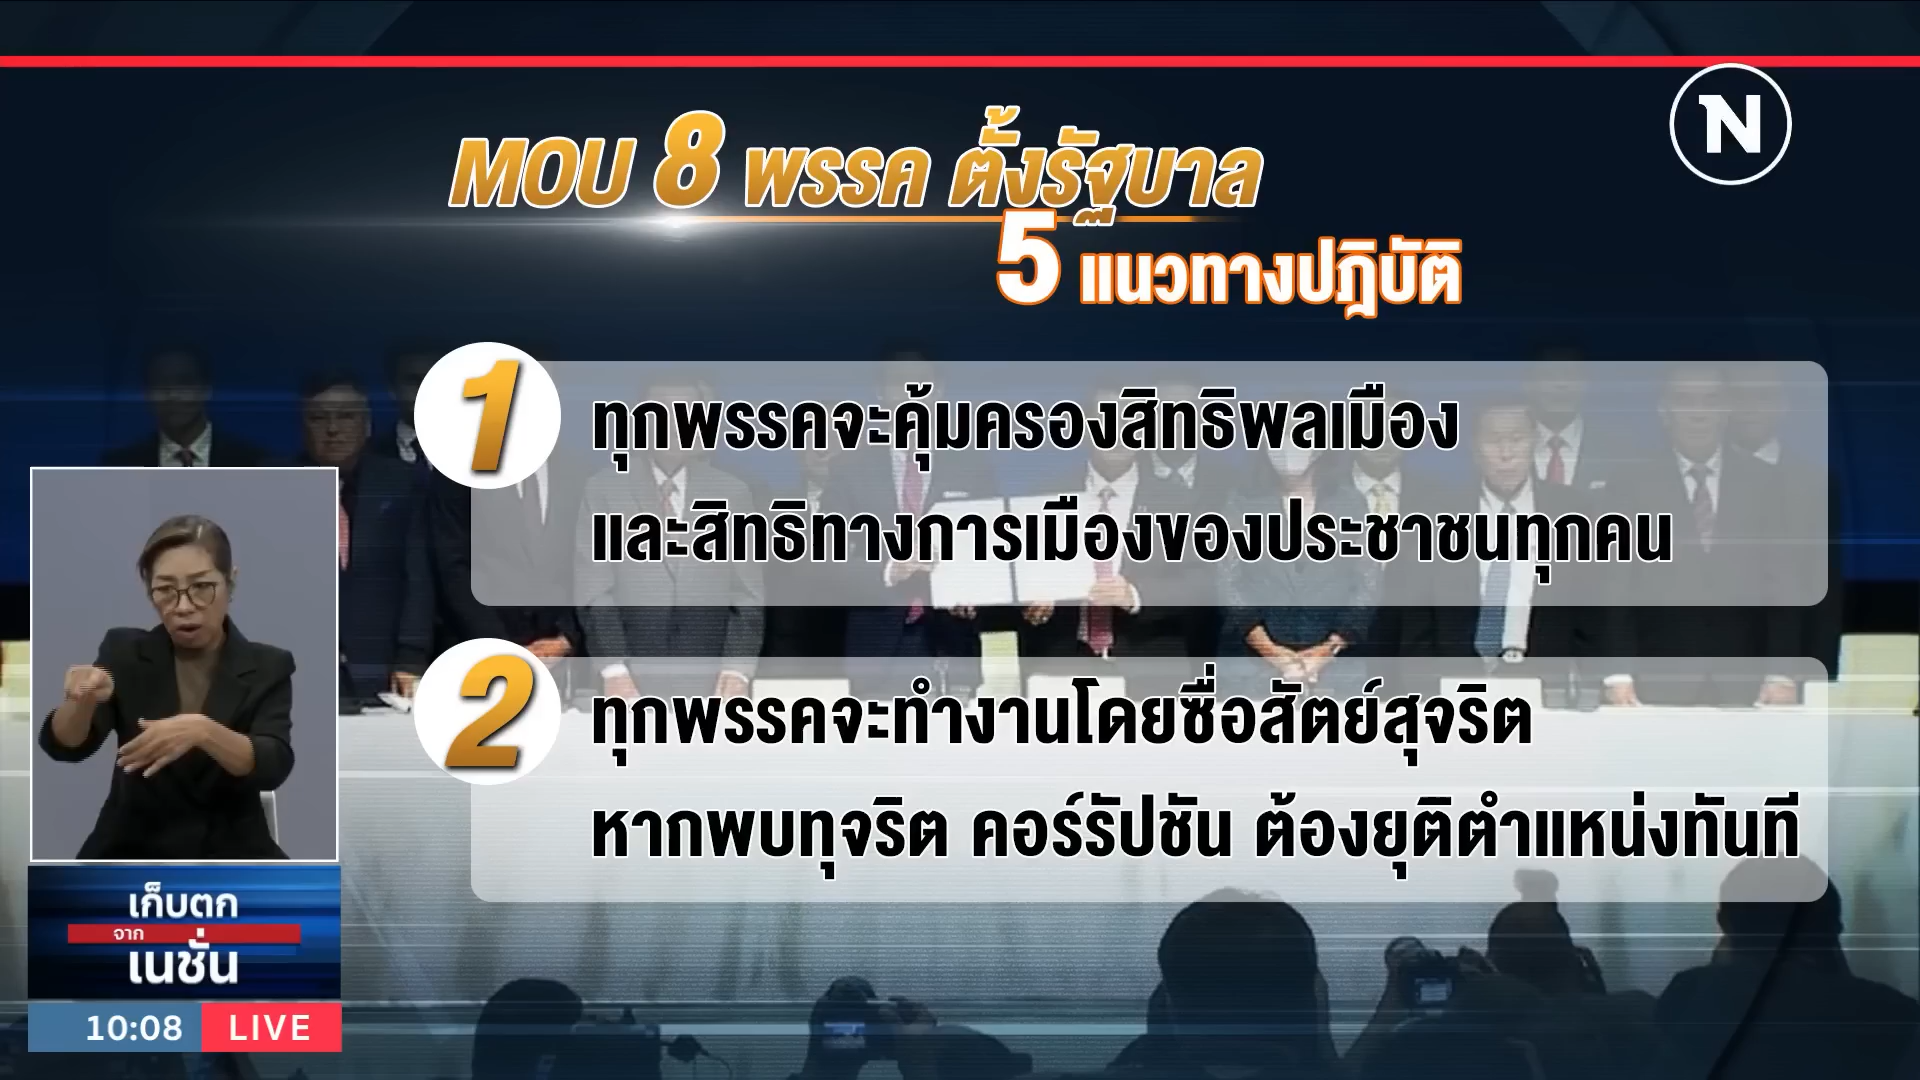 N
MOU 8 พรรค ตั้งรัฐบาล
5 แนวทางปฏิบัติ
1
ทุกพรรคจะคุ้มครองสิทธิพลเมือง
และสิทธิทางการเมืองของประชาชนทุกคน
2
ทุกพรรคจะทำงานโดยซื่อสัตย์สุจริต
หากพบทุจริต คอร์รัปชัน ต้องยุติตำแหน่งทันที
เก็บตก
จาก
เนชั่น
10:08 LIVE